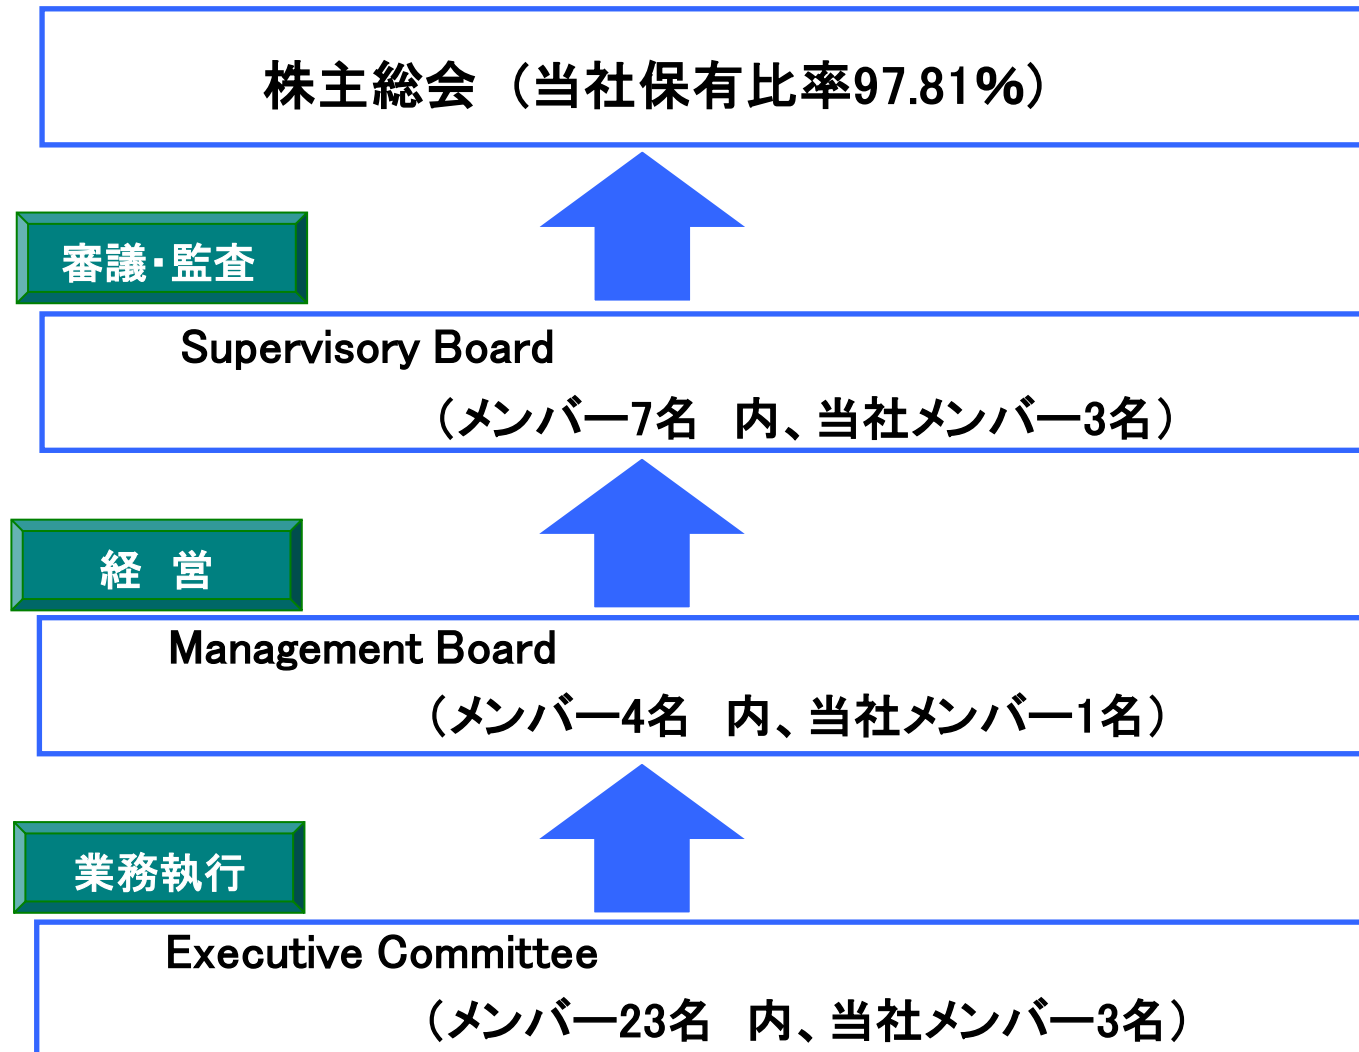 株主総会（当社保有比率97.81%）
審議・監査
Supervisory Board
（メンバー7名　内、当社メンバー3名）
経　営
Management Board
（メンバー4名　内、当社メンバー1名）
業務執行
Executive Committee
（メンバー23名　内、当社メンバー3名）